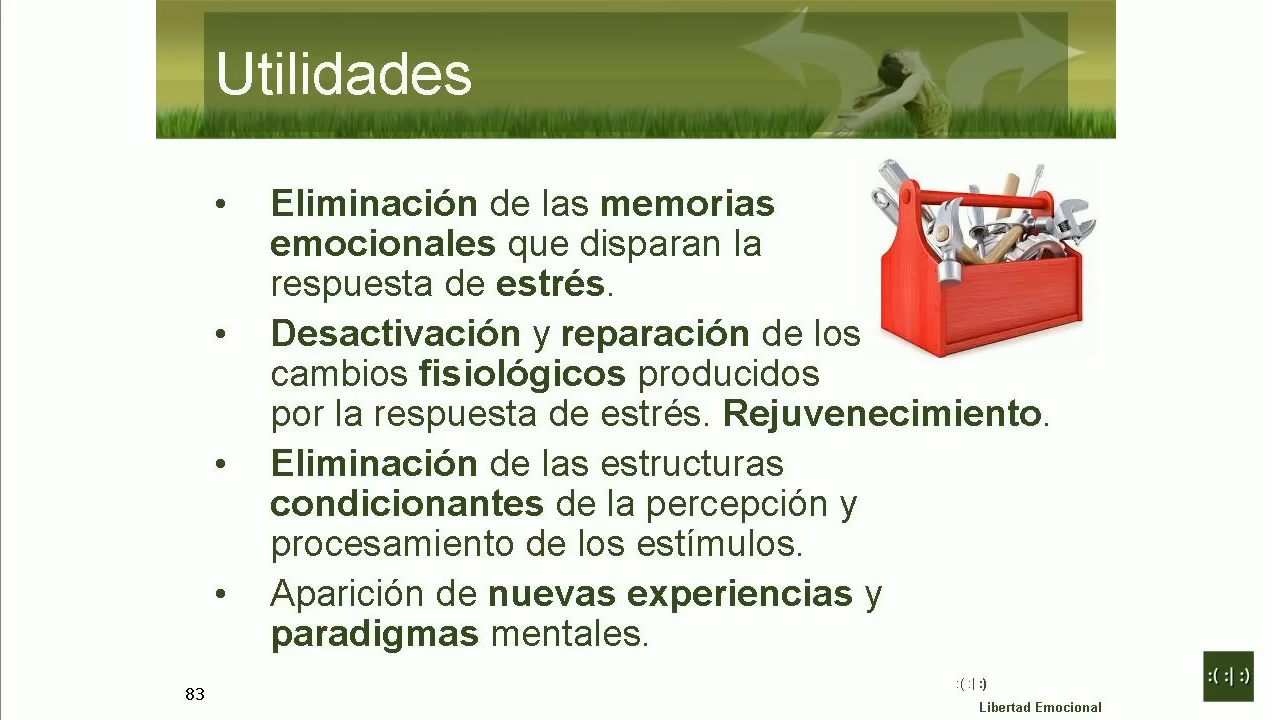 Utilidades
• Eliminación de las memorias
emocionales que disparan la
respuesta de estrés.
• Desactivación y reparación de los
cambios fisiológicos producidos
por la respuesta de estrés. Rejuvenecimiento.
• Eliminación de las estructuras
condicionantes de la percepción y
procesamiento de los estímulos.
• Aparición de nuevas experiencias y
paradigmas mentales.
83
:( :| :)
Libertad Emocional
:( :| :)